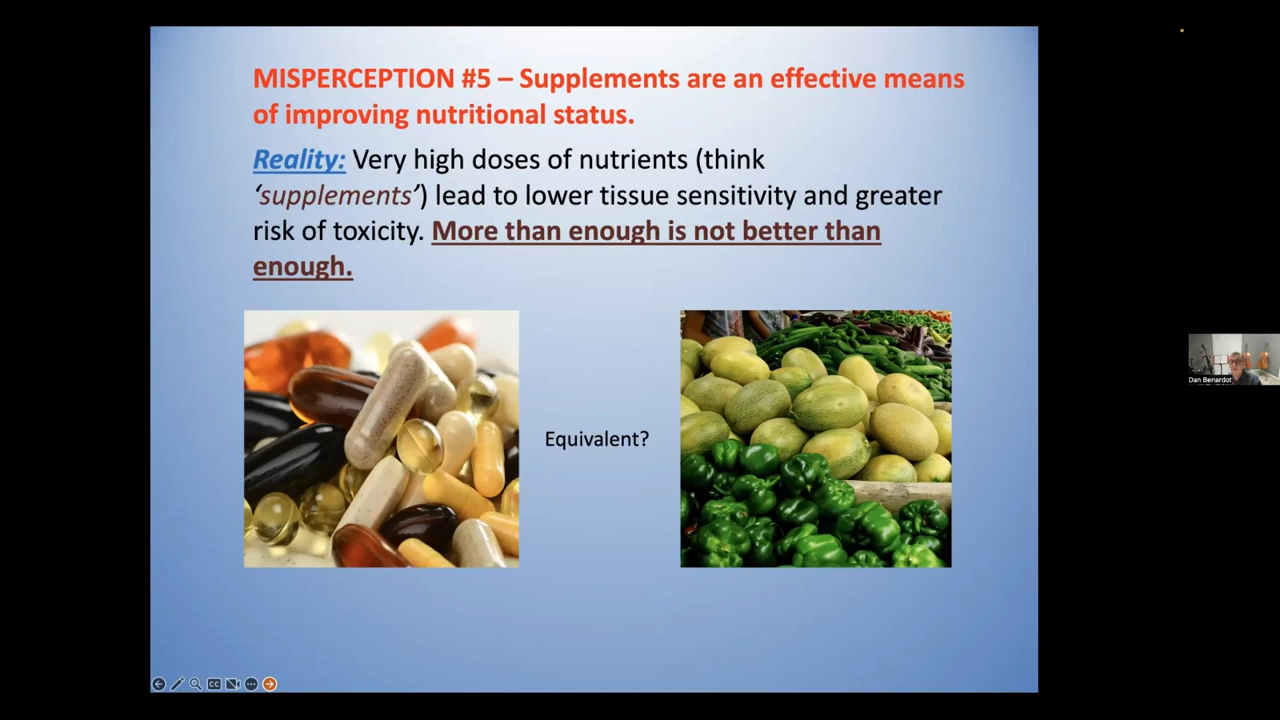 MISPERCEPTION #5 – Supplements are an effective means
of improving nutritional status.
Reality: Very high doses of nutrients (think
‘supplements’) lead to lower tissue sensitivity and greater
risk of toxicity. More than enough is not better than
enough.
Equivalent?
Dan Benardot
CC